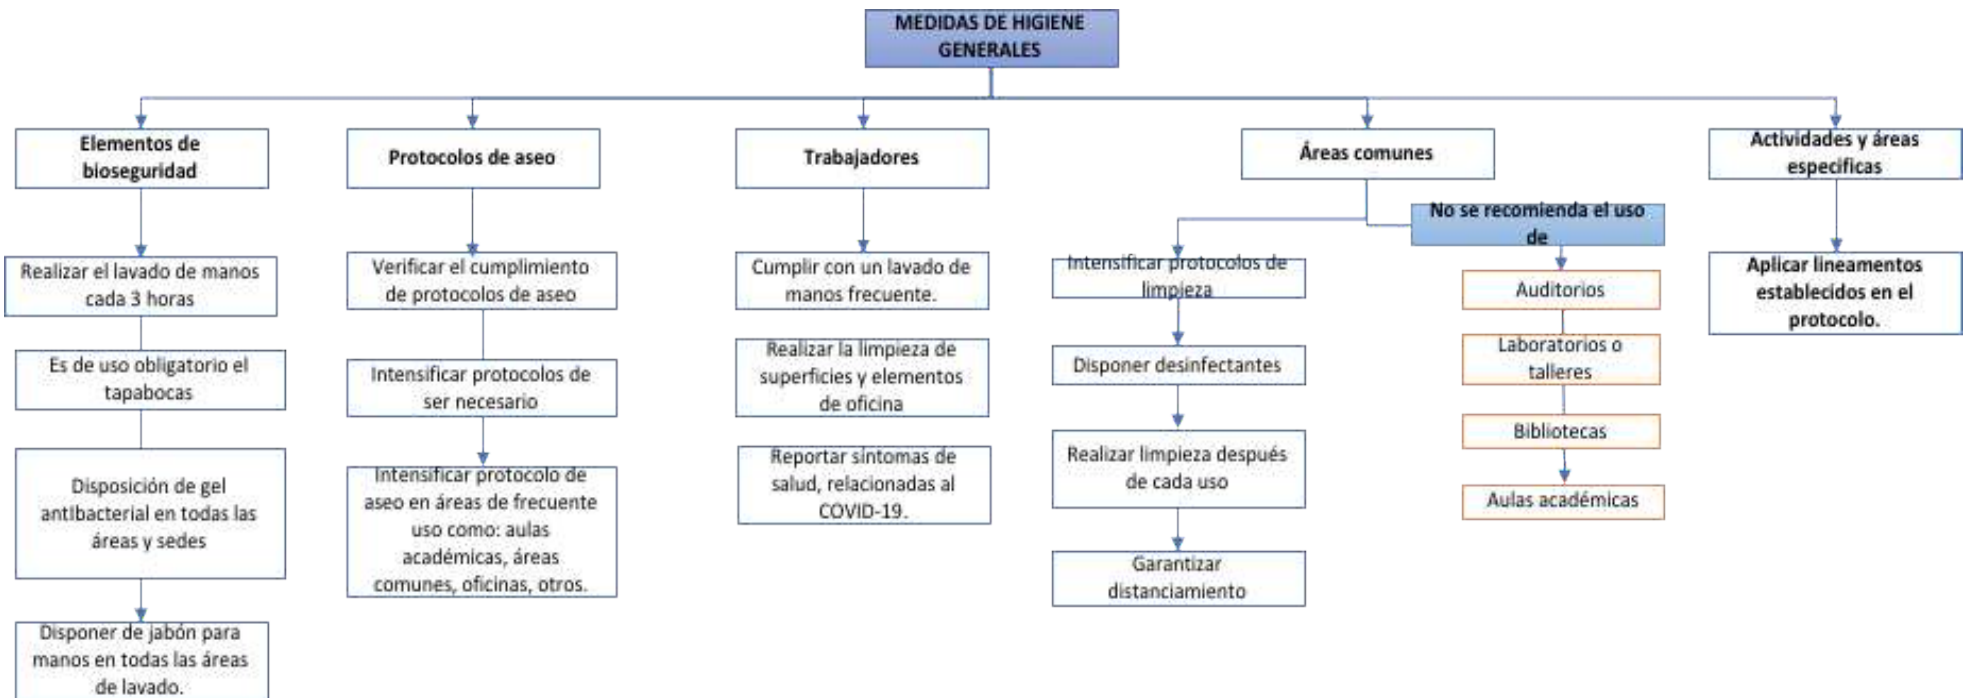 MEDIDAS DE HIGIENE
GENERALES
Elementos de
bioseguridad
Realizar el lavado de manos
cada 3 horas
Es de uso obligatorio el
tapabocas
Disposición de gel
antIbacterial en todas las
áreas y sedes
Disponer de jabón para
manos en todas las áreas
de lavado.
Protocolos de aseo
Verificar el cumplimiento
de protocolos de aseo
Intensificar protocolos de
ser necesario
Intensificar protocolo de
aseo en áreas de frecuente
uso como: aulas
académicas, áreas
comunes, oficinas, otros.
Trabajadores
Cumplir con un lavado de
manos frecuente.
Realizar la limpieza de
superficies y elementos
de oficina
Reportar síntomas de
salud, relacionadas al
COVID-19.
Áreas comunes
Intensificar protocolos de
limpieza
Disponer desinfectantes
Realizar limpieza después
de cada uso
Garantizar
distanciamiento
No se recomienda el uso
de
Auditorios
Laboratorios o
talleres
Bibliotecas
Aulas académicas
Actividades y áreas
especificas
Aplicar lineamentos
establecidos en el
protocolo.